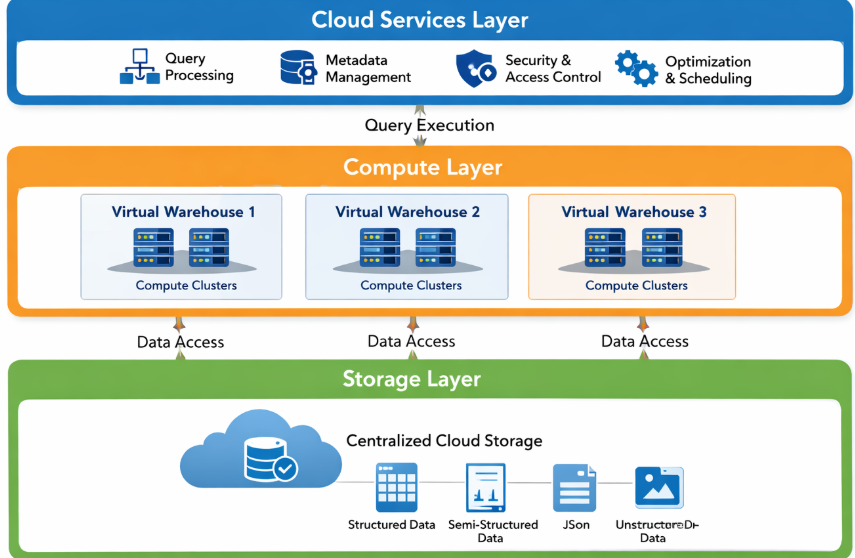 Cloud Services Layer
Query
Processing
Metadata
Management
Security &
Access Control
Optimization
& Scheduling
Query Execution
Compute Layer
Virtual Warehouse 1
Compute Clusters
Virtual Warehouse 2
Compute Clusters
Virtual Warehouse 3
Compute Clusters
Data Access
Data Access
Data Access
Storage Layer
Centralized Cloud Storage
Structured Data
Semi-Structured
Data
JSon
Data